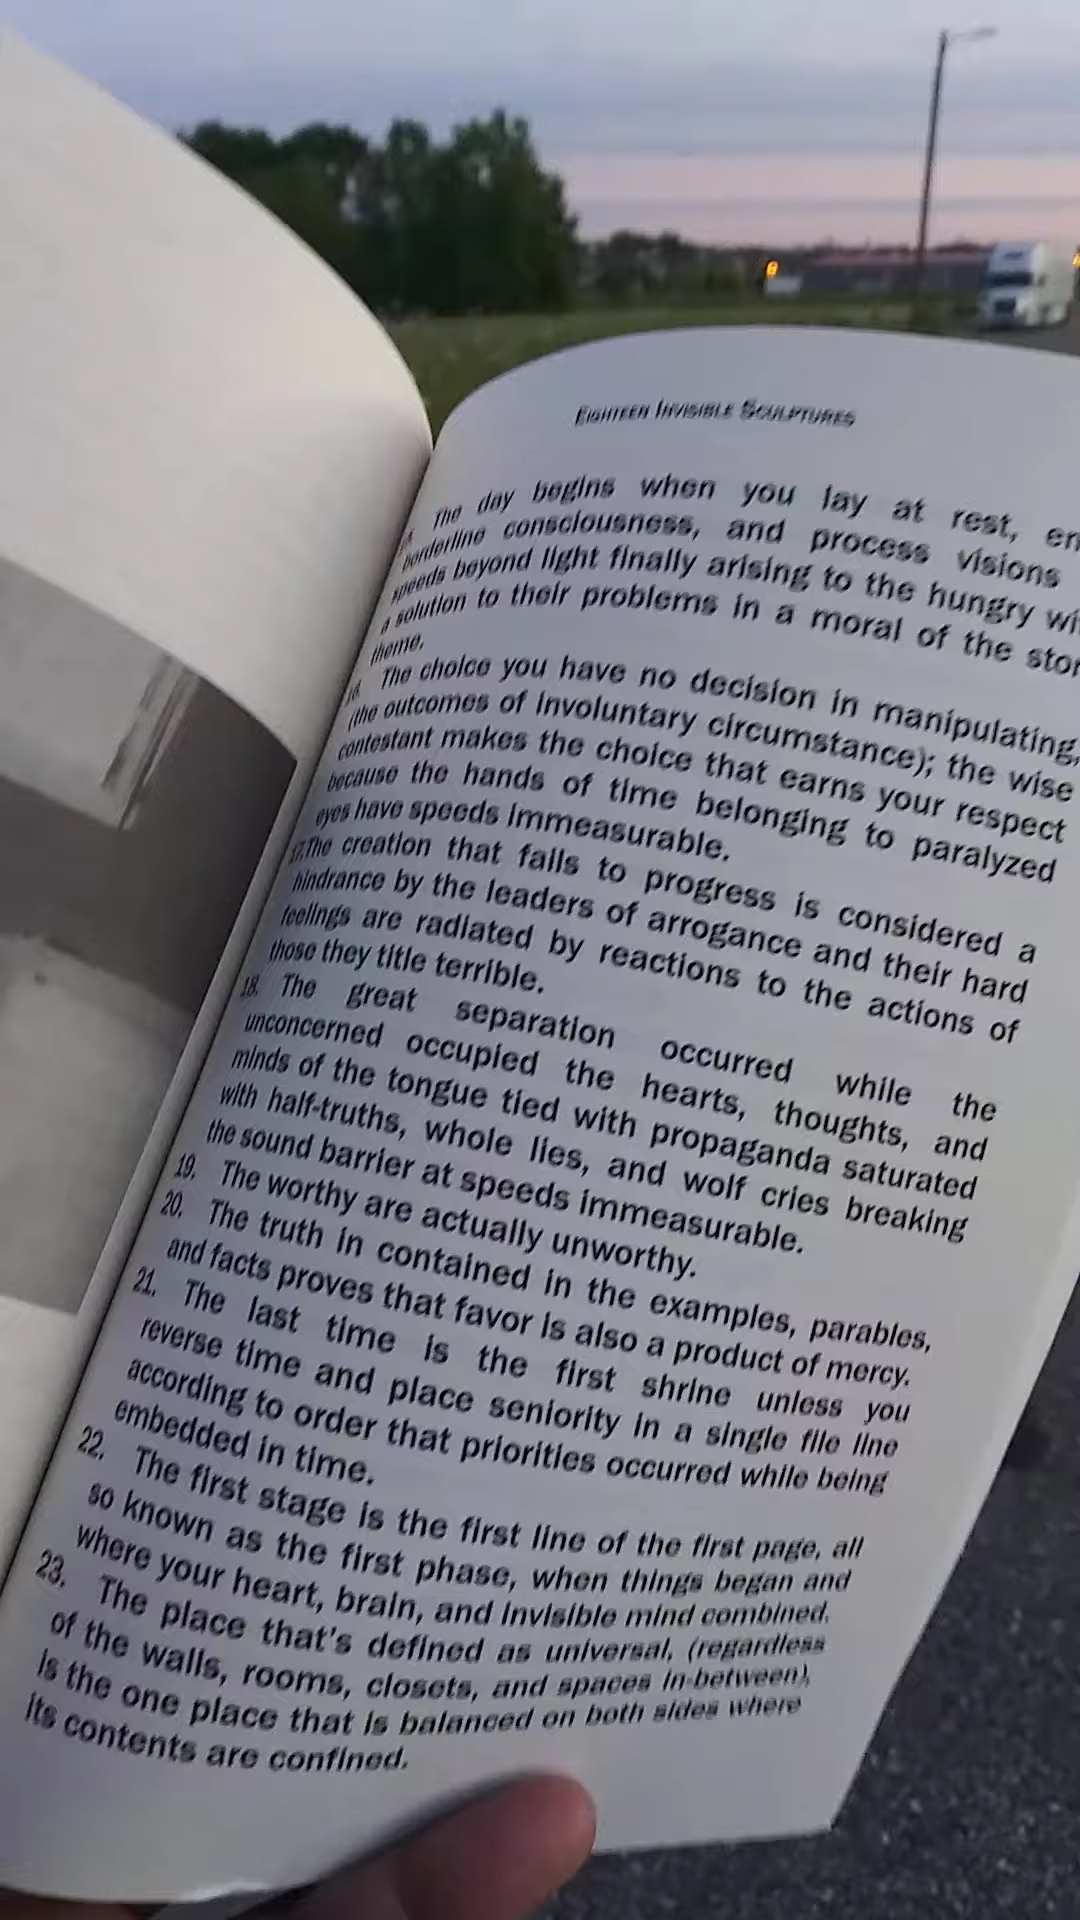 EIGHTEEN INVISIBLE SCULPTURES
The day begins when you lay at rest,
borderline consciousness, and process visions
speeds beyond light finally arising to the hungry
a solution to their problems in a moral of the
theme.
16. The choice you have no decision in manipulating,
(the outcomes of involuntary circumstance); the wise
contestant makes the choice that earns your respect
because the hands of time belonging to paralyzed
eyes have speeds immeasurable.
17.The creation that fails to progress is considered a
hindrance by the leaders of arrogance and their hard
feelings are radiated by reactions to the actions of
those they title terrible.
18. The great separation occurred while the
unconcerned occupied the hearts, thoughts, and
minds of the tongue tied with propaganda saturated
with half-truths, whole lies, and wolf cries breaking
the sound barrier at speeds immeasurable.
19. The worthy are actually unworthy.
20. The truth in contained in the examples, parables,
and facts proves that favor is also a product of mercy.
21. The last time is the first shrine unless you
reverse time and place seniority in a single file line
according to order that priorities occurred while being
embedded in time.
22. The first stage is the first line of the first page, all
so known as the first phase, when things began and
where your heart, brain, and invisible mind combined.
23. The place that's defined as universal, (regardless
of the walls, rooms, closets, and spaces in-between),
is the one place that is balanced on both sides where
its contents are confined.